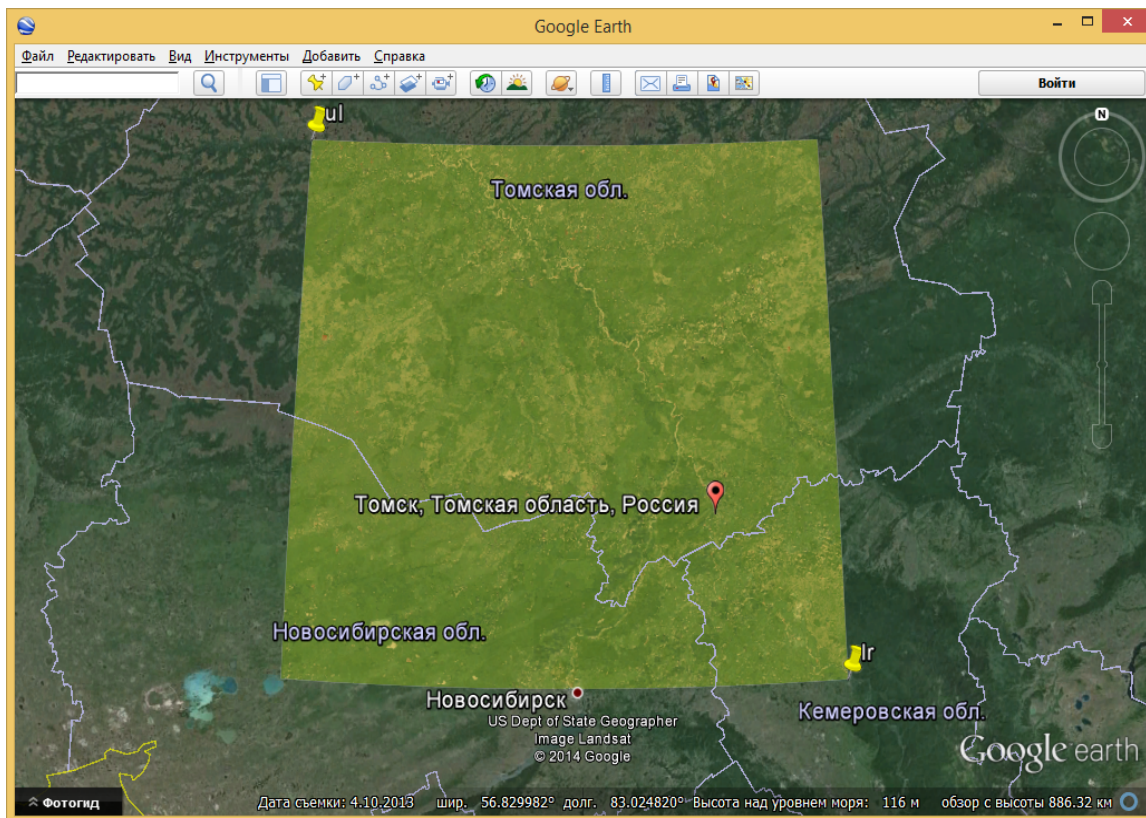 Google Earth
Файл Редактировать Вид Инструменты Добавить Справка
Войти
N
ul
Томская обл.
Томск, Томская область, Россия
Новосибирская обл.
lr
Новосибирск
Кемеровская обл.
US Dept of State Geographer
Image Landsat
© 2014 Google
Google earth
Фотогид
Дата съемки: 4.10.2013 шир. 56.829982° долг. 83.024820° Высота над уровнем моря: 116 м обзор с высоты 886.32 км